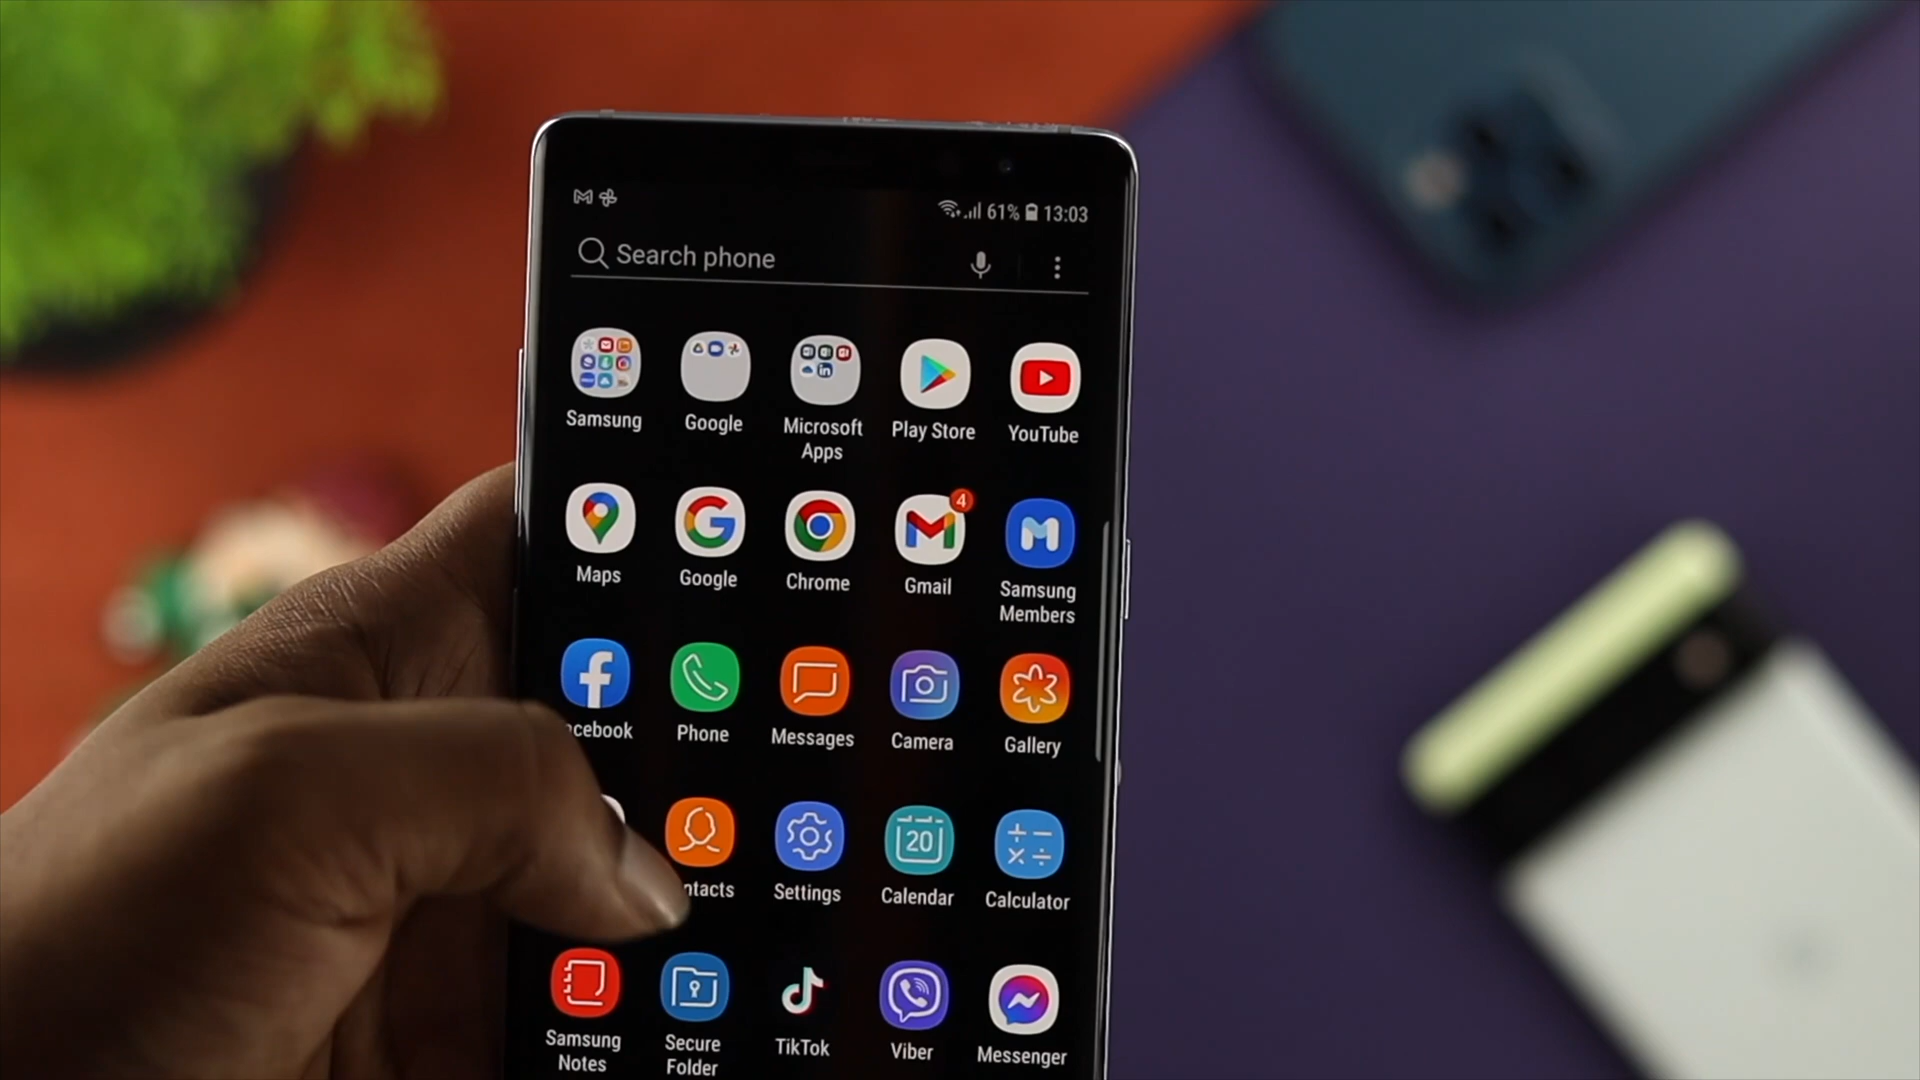 61% 13:03
Search phone
Samsung Google Microsoft Apps Play Store YouTube
Maps Google Chrome Gmail 4 Samsung Members
cebook Phone Messages Camera Gallery
ntacts Settings 20 Calendar Calculator
Samsung Notes Secure Folder TikTok Viber Messenger